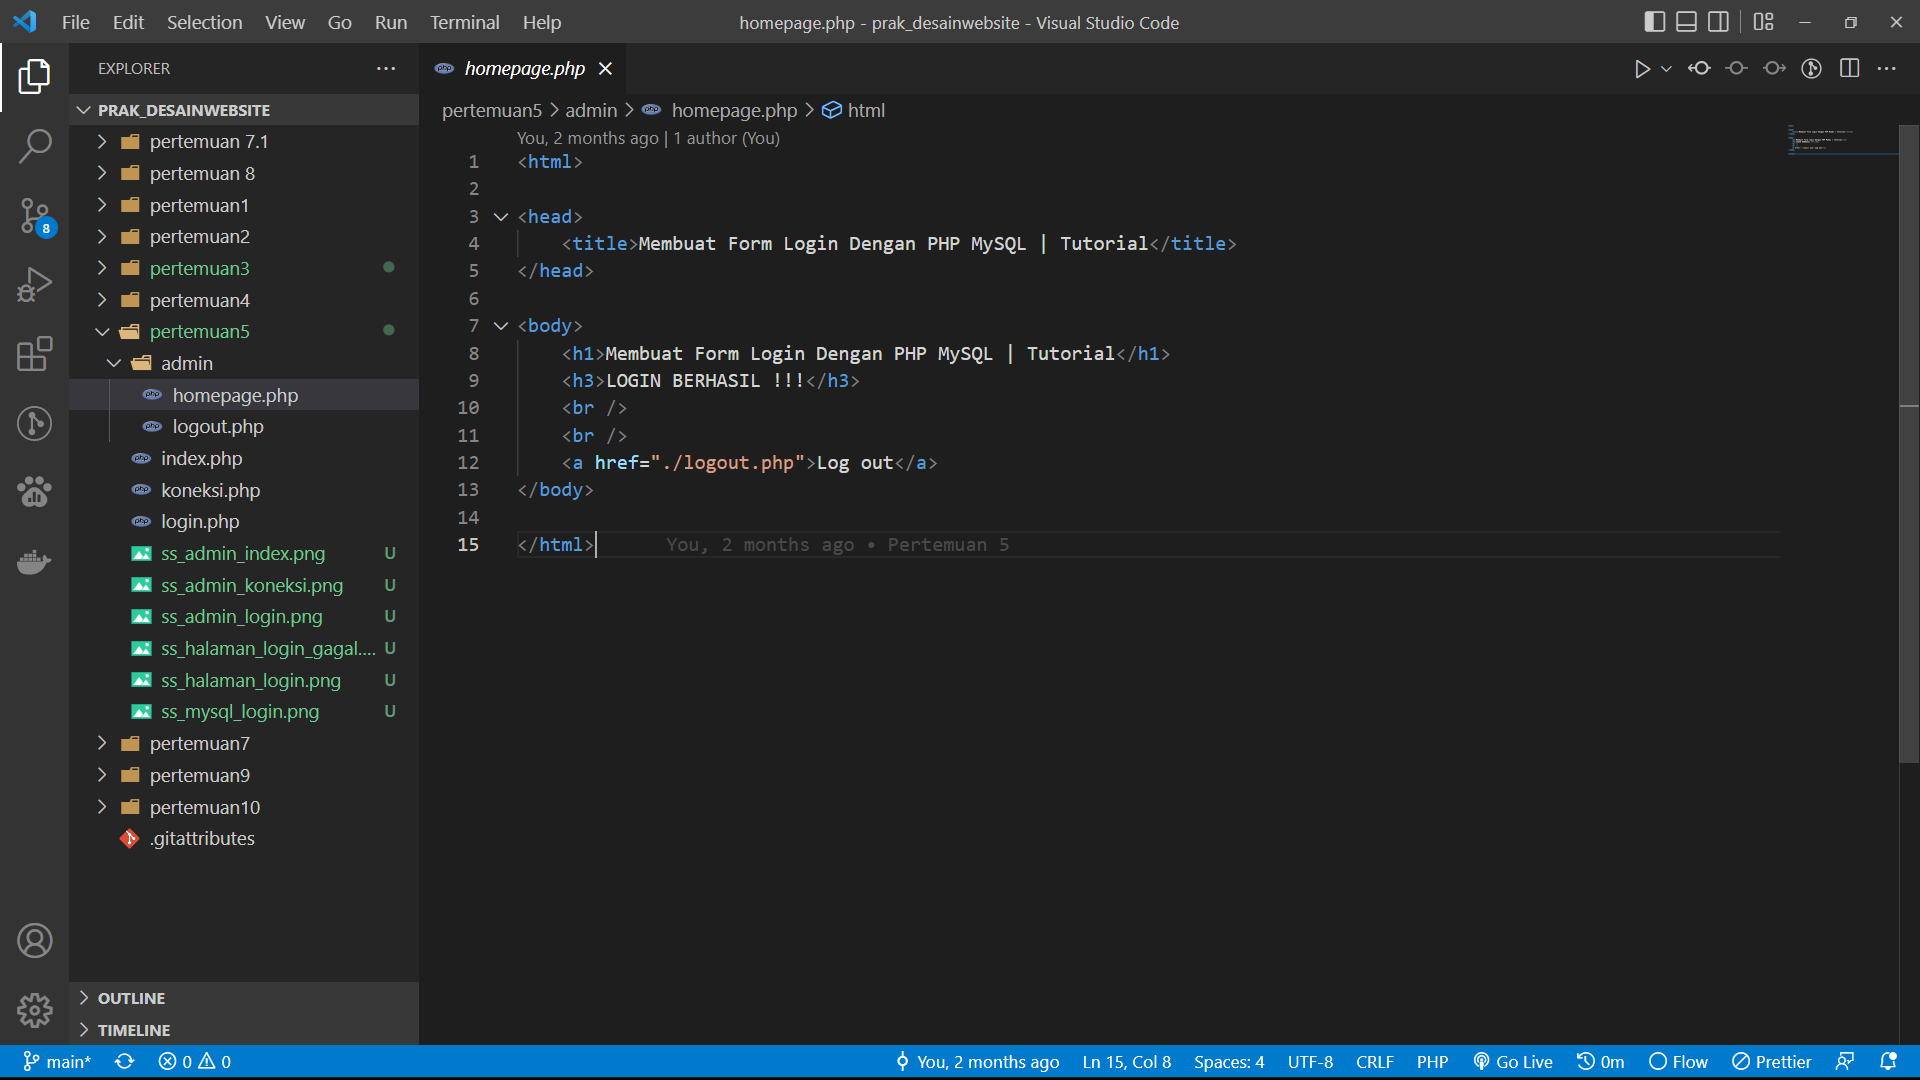 File Edit Selection View Go Run Terminal Help
homepage.php - prak_desainwebsite - Visual Studio Code
EXPLORER
PRAK_DESAINWEBSITE
pertemuan 7.1
pertemuan 8
pertemuan1
pertemuan2
pertemuan3
pertemuan4
pertemuan5
admin
homepage.php
logout.php
index.php
koneksi.php
login.php
ss_admin_index.png U
ss_admin_koneksi.png U
ss_admin_login.png U
ss_halaman_login_gagal.... U
ss_halaman_login.png U
ss_mysql_login.png U
pertemuan7
pertemuan9
pertemuan10
.gitattributes
OUTLINE
TIMELINE
8
homepage.php
pertemuan5 > admin > homepage.php > html
You, 2 months ago | 1 author (You)
1 <html>
2
3 <head>
4 <title>Membuat Form Login Dengan PHP MySQL | Tutorial</title>
5 </head>
6
7 <body>
8 <h1>Membuat Form Login Dengan PHP MySQL | Tutorial</h1>
9 <h3>LOGIN BERHASIL !!!</h3>
10 <br />
11 <br />
12 <a href="./logout.php">Log out</a>
13 </body>
14
15 </html> You, 2 months ago • Pertemuan 5
main* 0 0 You, 2 months ago Ln 15, Col 8 Spaces: 4 UTF-8 CRLF PHP Go Live 0m Flow Prettier